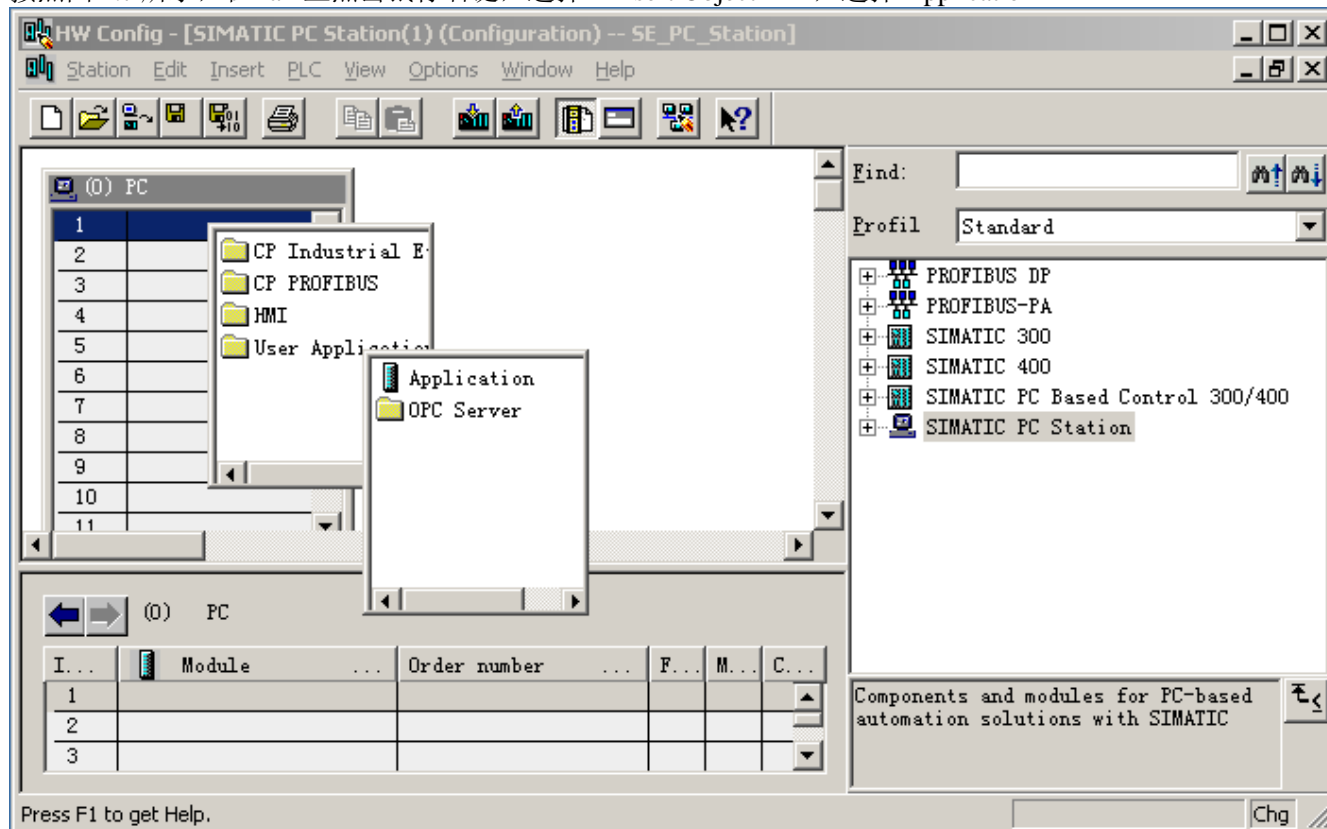 HW Config - [SIMATIC PC Station(1) (Configuration) -- SE_PC_Station]
Station Edit Insert PLC View Options Window Help
(0) PC
1
2
3
4
5
6
7
8
9
10
11
CP Industrial E
CP PROFIBUS
HMI
User Application
Application
OPC Server
Find:
Profil Standard
PROFIBUS DP
PROFIBUS-PA
SIMATIC 300
SIMATIC 400
SIMATIC PC Based Control 300/400
SIMATIC PC Station
(0) PC
I... Module ... Order number ... F... M... C...
1
2
3
Components and modules for PC-based
automation solutions with SIMATIC
Press F1 to get Help.
Chg